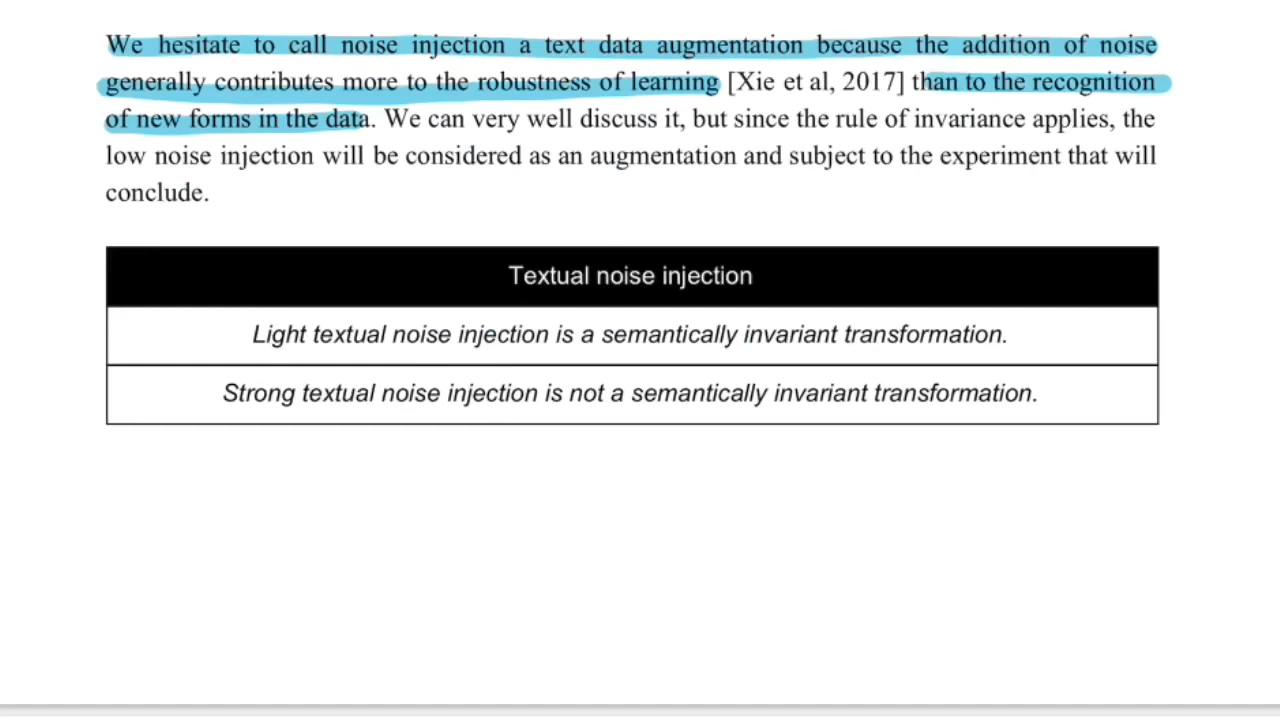 We hesitate to call noise injection a text data augmentation because the addition of noise
generally contributes more to the robustness of learning [Xie et al, 2017] than to the recognition
of new forms in the data. We can very well discuss it, but since the rule of invariance applies, the
low noise injection will be considered as an augmentation and subject to the experiment that will
conclude.
Textual noise injection
Light textual noise injection is a semantically invariant transformation.
Strong textual noise injection is not a semantically invariant transformation.